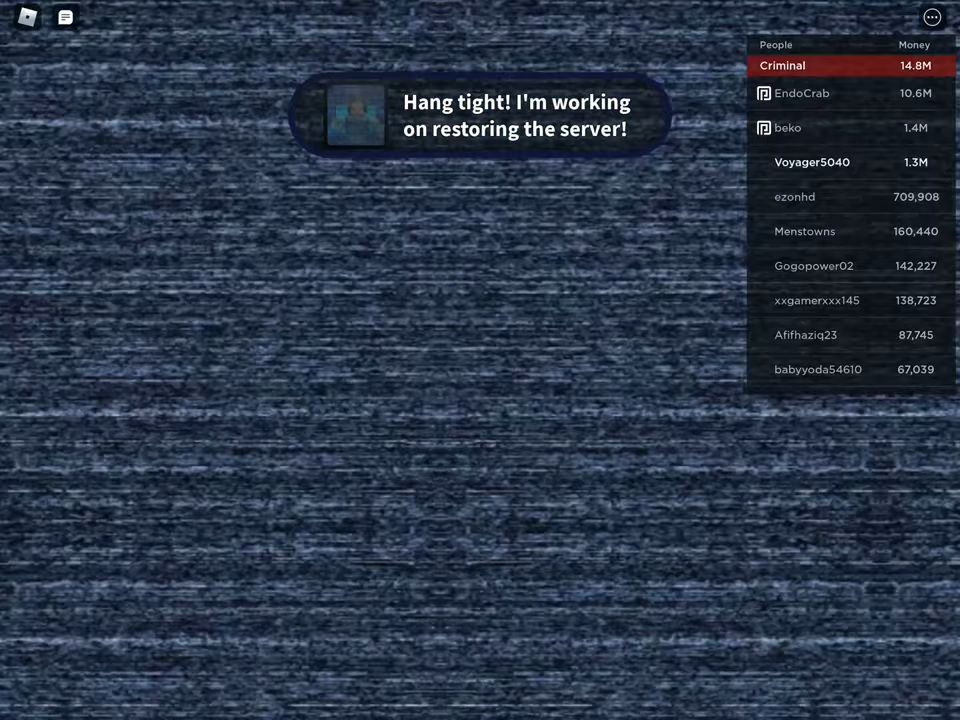 Hang tight! I'm working
on restoring the server!
People Money
Criminal 14.8M
EndoCrab 10.6M
beko 1.4M
Voyager5040 1.3M
ezonhd 709,908
Menstowns 160,440
Gogopower02 142,227
xxgamerxxx145 138,723
Afifhaziq23 87,745
babyyoda54610 67,039